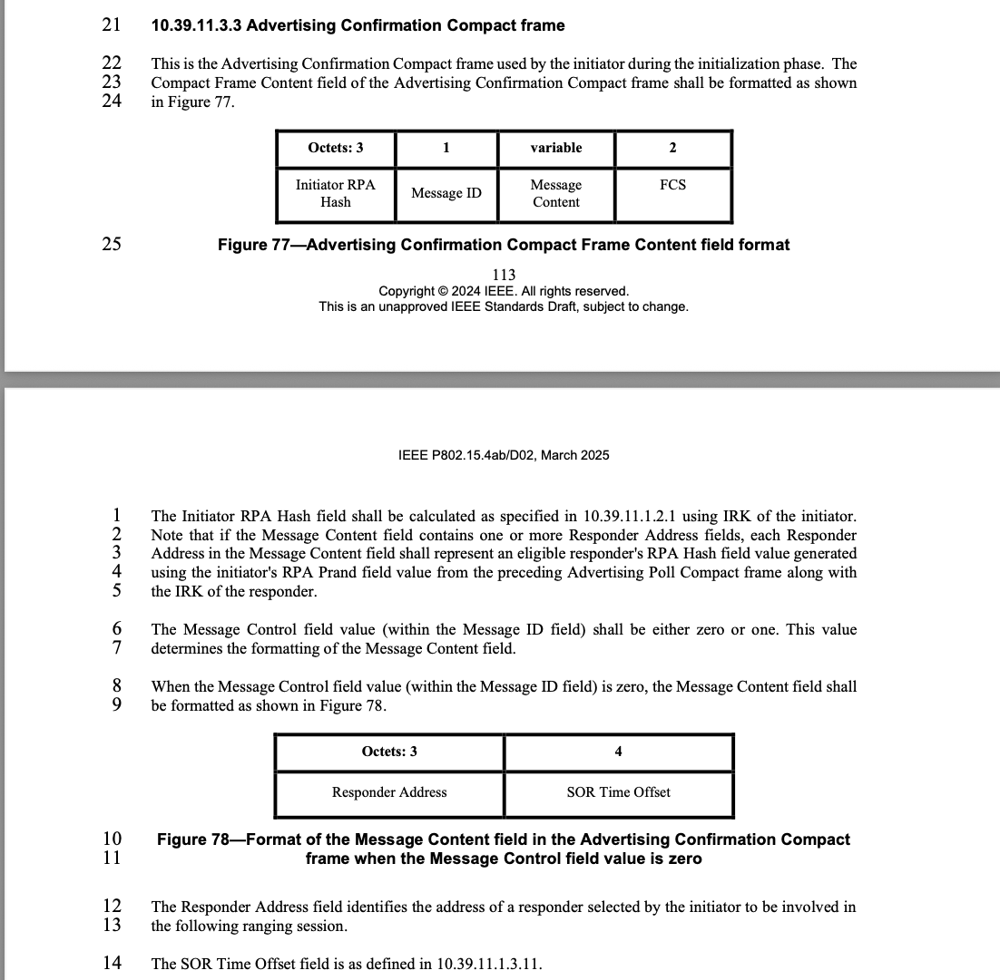 21 10.39.11.3.3 Advertising Confirmation Compact frame
22 This is the Advertising Confirmation Compact frame used by the initiator during the initialization phase. The
23 Compact Frame Content field of the Advertising Confirmation Compact frame shall be formatted as shown
24 in Figure 77.
Octets: 3 1 variable 2
Initiator RPA Hash Message ID Message Content FCS
25 Figure 77—Advertising Confirmation Compact Frame Content field format
113
Copyright © 2024 IEEE. All rights reserved.
This is an unapproved IEEE Standards Draft, subject to change.
IEEE P802.15.4ab/D02, March 2025
1 The Initiator RPA Hash field shall be calculated as specified in 10.39.11.1.2.1 using IRK of the initiator.
2 Note that if the Message Content field contains one or more Responder Address fields, each Responder
3 Address in the Message Content field shall represent an eligible responder's RPA Hash field value generated
4 using the initiator's RPA Prand field value from the preceding Advertising Poll Compact frame along with
5 the IRK of the responder.
6 The Message Control field value (within the Message ID field) shall be either zero or one. This value
7 determines the formatting of the Message Content field.
8 When the Message Control field value (within the Message ID field) is zero, the Message Content field shall
9 be formatted as shown in Figure 78.
Octets: 3 4
Responder Address SOR Time Offset
10 Figure 78—Format of the Message Content field in the Advertising Confirmation Compact
11 frame when the Message Control field value is zero
12 The Responder Address field identifies the address of a responder selected by the initiator to be involved in
13 the following ranging session.
14 The SOR Time Offset field is as defined in 10.39.11.1.3.11.